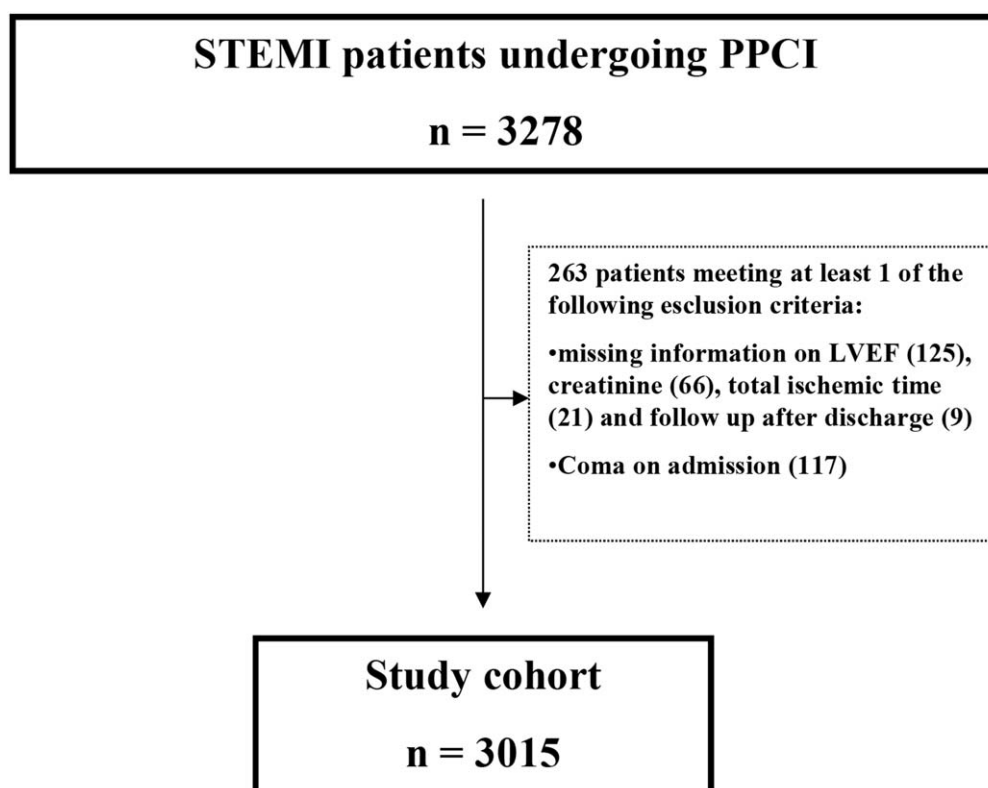 STEMI patients undergoing PPCI
n = 3278
263 patients meeting at least 1 of the
following esclusion criteria:
•missing information on LVEF (125),
creatinine (66), total ischemic time
(21) and follow up after discharge (9)
•Coma on admission (117)
Study cohort
n = 3015